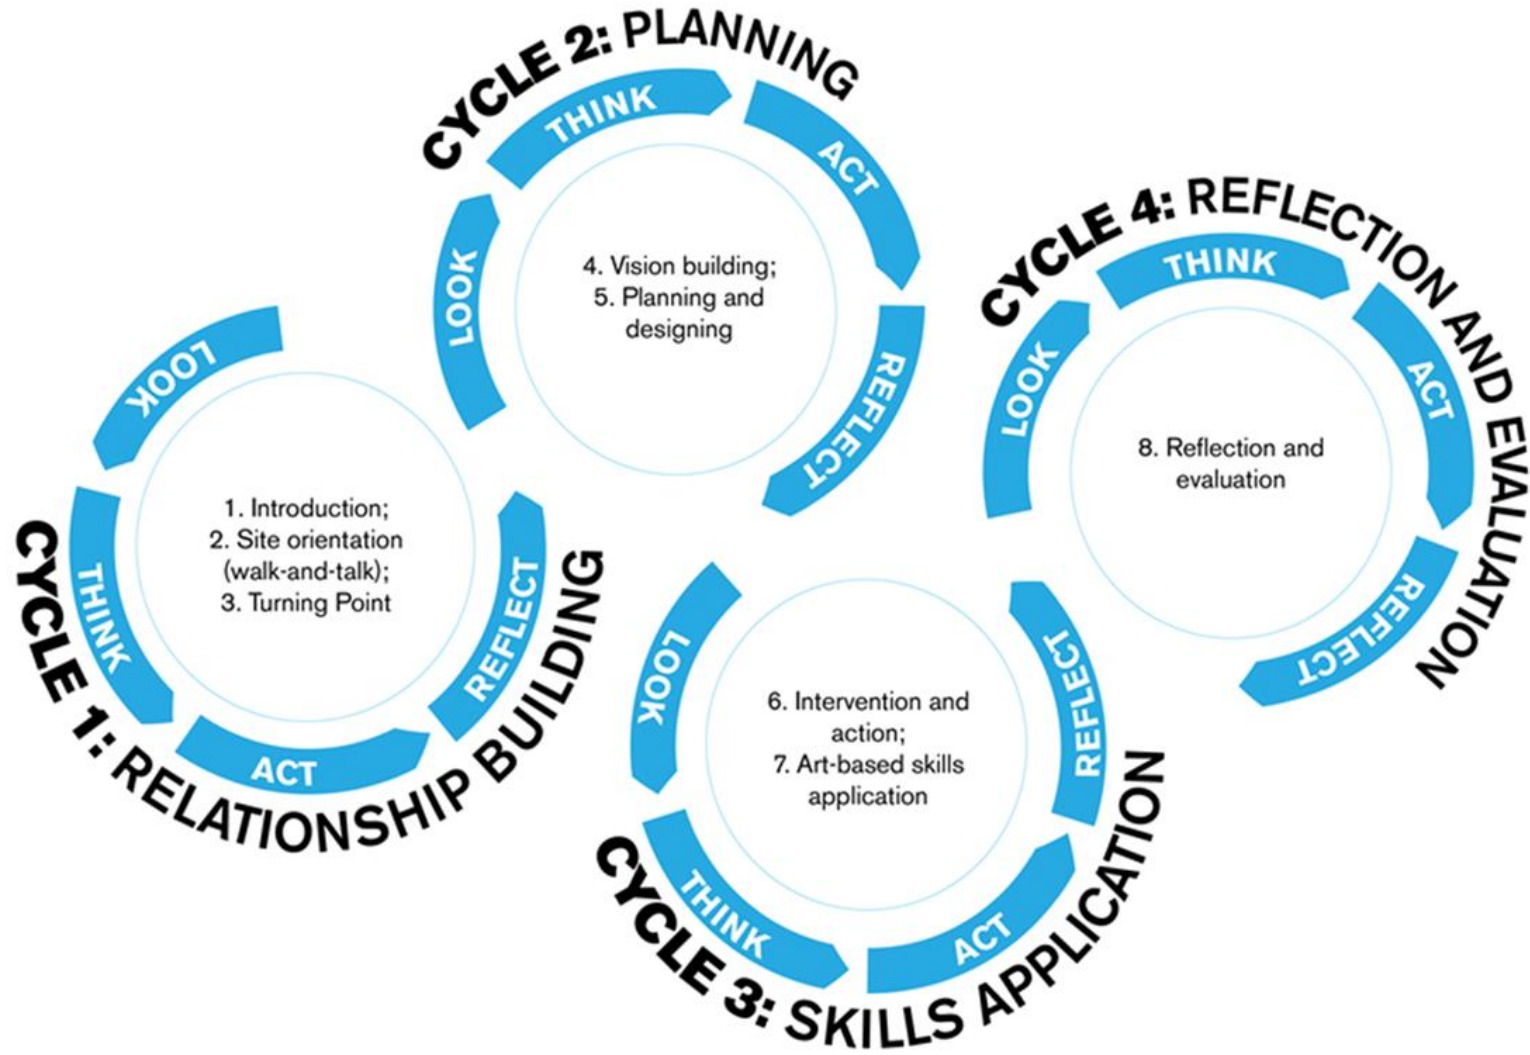 CYCLE 1: RELATIONSHIP BUILDING
LOOK
THINK
ACT
REFLECT
1. Introduction;
2. Site orientation
(walk-and-talk);
3. Turning Point
CYCLE 2: PLANNING
LOOK
THINK
ACT
REFLECT
4. Vision building;
5. Planning and
designing
CYCLE 3: SKILLS APPLICATION
LOOK
THINK
ACT
REFLECT
6. Intervention and
action;
7. Art-based skills
application
CYCLE 4: REFLECTION AND EVALUATION
LOOK
THINK
ACT
REFLECT
8. Reflection and
evaluation